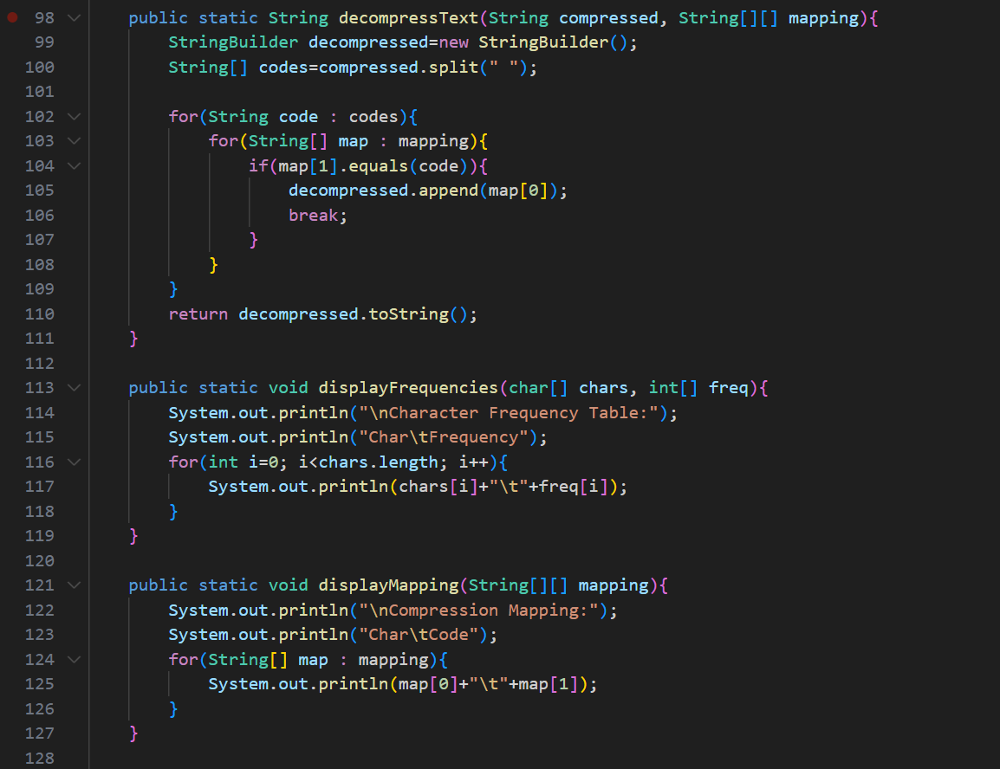 98 public static String decompressText(String compressed, String[][] mapping){
99 StringBuilder decompressed=new StringBuilder();
100 String[] codes=compressed.split(" ");
101
102 for(String code : codes){
103 for(String[] map : mapping){
104 if(map[1].equals(code)){
105 decompressed.append(map[0]);
106 break;
107 }
108 }
109 }
110 return decompressed.toString();
111 }
112
113 public static void displayFrequencies(char[] chars, int[] freq){
114 System.out.println("\nCharacter Frequency Table:");
115 System.out.println("Char\tFrequency");
116 for(int i=0; i<chars.length; i++){
117 System.out.println(chars[i]+"\t"+freq[i]);
118 }
119 }
120
121 public static void displayMapping(String[][] mapping){
122 System.out.println("\nCompression Mapping:");
123 System.out.println("Char\tCode");
124 for(String[] map : mapping){
125 System.out.println(map[0]+"\t"+map[1]);
126 }
127 }
128